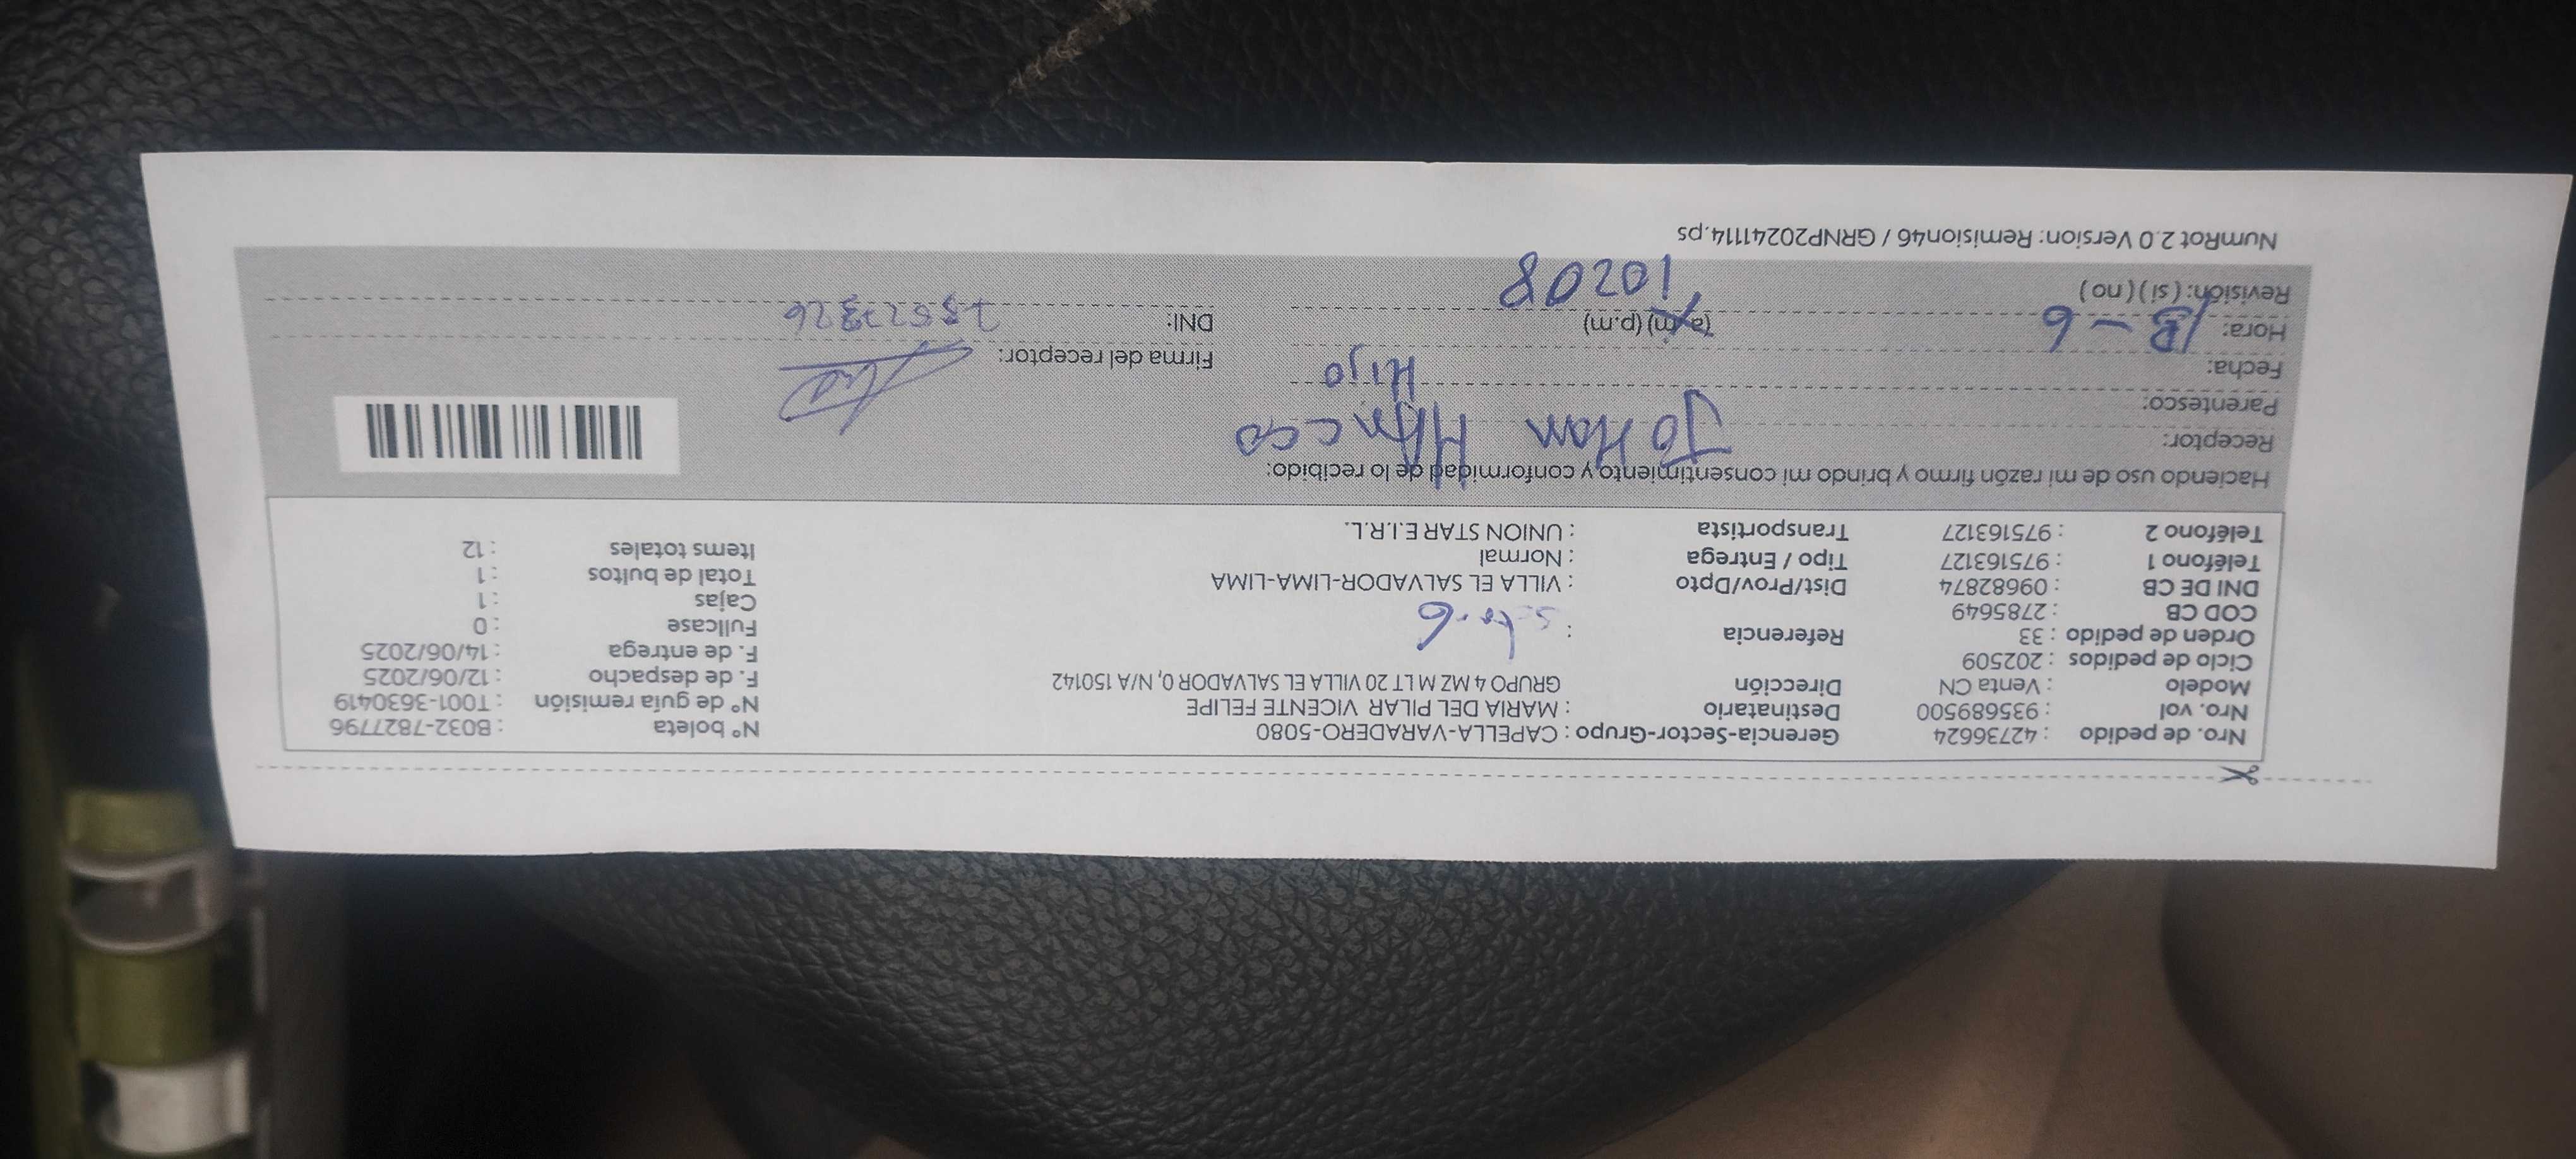 Nro. de pedido : 42736624 Gerencia-Sector-Grupo : CAPELLA-VARADERO-5080 N° boleta : B032-7827796
Nro. vol : 935689500 Destinatario : MARIA DEL PILAR VICENTE FELIPE N° de guía remisión : T001-3630419
Modelo : Venta CN Dirección GRUPO 4 MZ M LT 20 VILLA EL SALVADOR 0, N/A 150142 F. de despacho : 12/06/2025
Ciclo de pedidos : 202509 F. de entrega : 14/06/2025
Orden de pedido : 33 Referencia : 6 Fullcase : 0
COD CB : 2785649 Cajas : 1
DNI DE CB : 09682874 Dist/Prov/Dpto : VILLA EL SALVADOR-LIMA-LIMA Total de bultos : 1
Teléfono 1 : 975163127 Tipo / Entrega : Normal Items totales : 12
Teléfono 2 : 975163127 Transportista : UNION STAR E.I.R.L.
Haciendo uso de mi razón firmo y brindo mi consentimiento y conformidad de lo recibido:
Receptor: JoHan
Parentesco: Hijo
Fecha: Firma del receptor:
Hora: - 6 (a.m) (p.m) DNI:
Revisión: ( si ) ( no ) 10208
NumRot 2.0 Version: Remision46 / GRNP20241114.ps